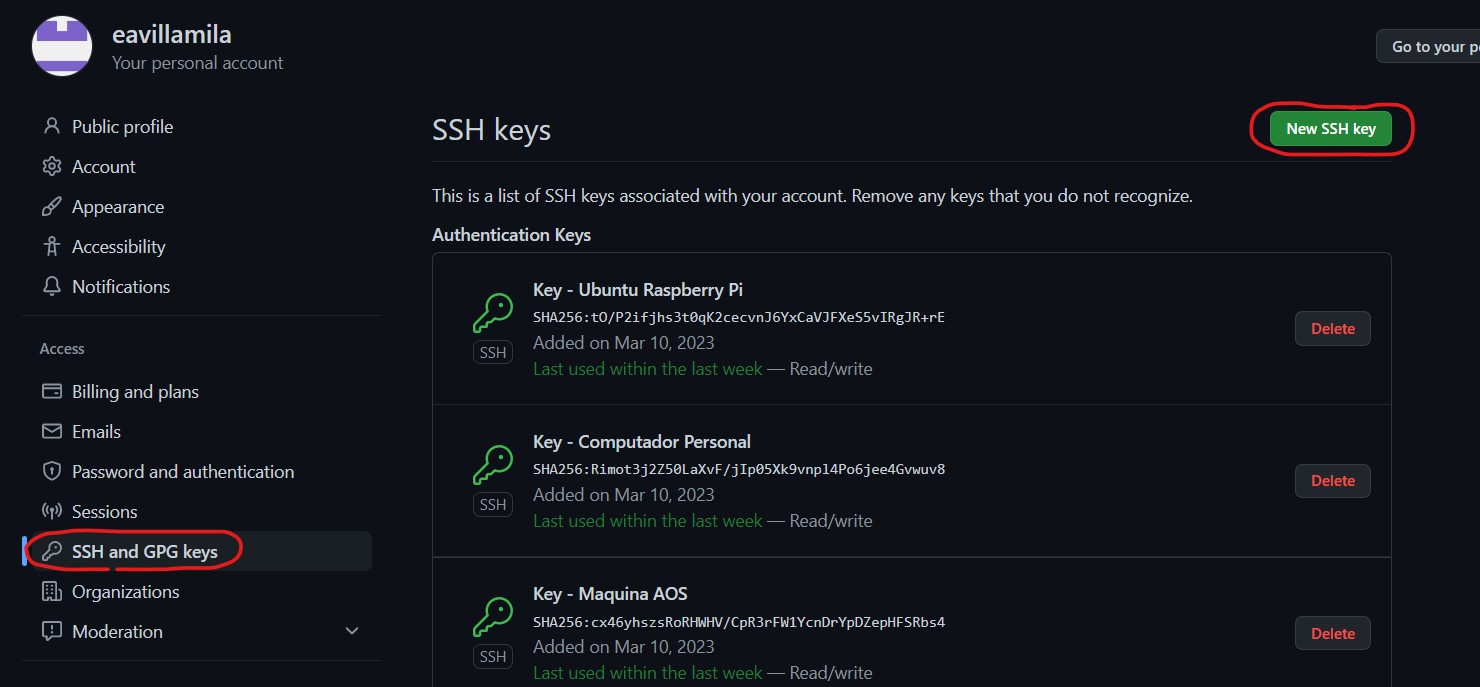 eavillamila
Your personal account
Go to your
Public profile
Account
Appearance
Accessibility
Notifications
Access
Billing and plans
Emails
Password and authentication
Sessions
SSH and GPG keys
Organizations
Moderation
SSH keys
New SSH key
This is a list of SSH keys associated with your account. Remove any keys that you do not recognize.
Authentication Keys
Key - Ubuntu Raspberry Pi
SHA256:tO/P2ifjhs3t0qK2cecvnJ6YxCaVJFXeS5vIRgJR+rE
Added on Mar 10, 2023
Last used within the last week — Read/write
SSH
Delete
Key - Computador Personal
SHA256:Rimot3j2Z50LaXvF/jIp05Xk9vnpl4Po6jee4Gvwuv8
Added on Mar 10, 2023
Last used within the last week — Read/write
SSH
Delete
Key - Maquina AOS
SHA256:cx46yhszsRoRHWHV/CpR3rFW1YcnDrYpDZepHFSRbs4
Added on Mar 10, 2023
Last used within the last week — Read/write
SSH
Delete